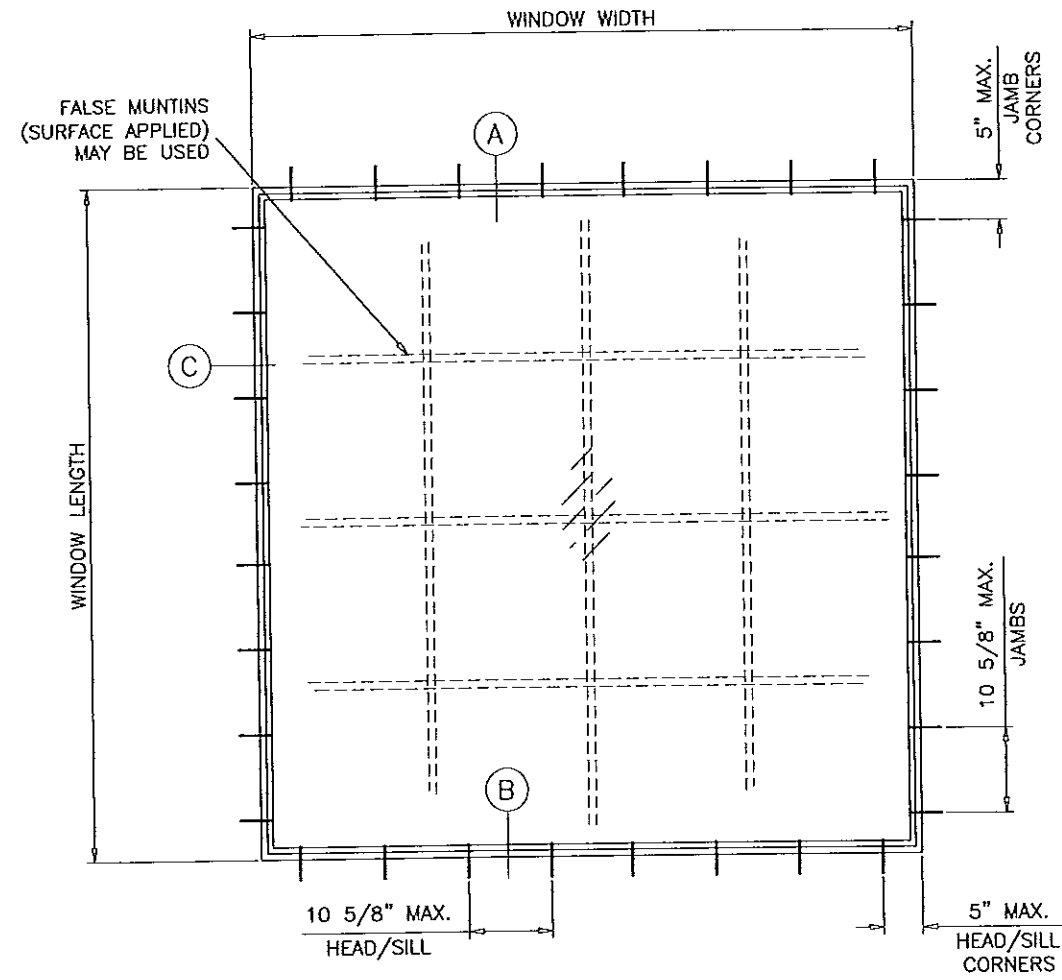 WINDOW WIDTH
FALSE MUNTINS
(SURFACE APPLIED)
MAY BE USED
A
5" MAX.
JAMB
CORNERS
C
WINDOW LENGTH
10 5/8" MAX.
JAMBS
B
10 5/8" MAX.
HEAD/SILL
5" MAX.
HEAD/SILL
CORNERS